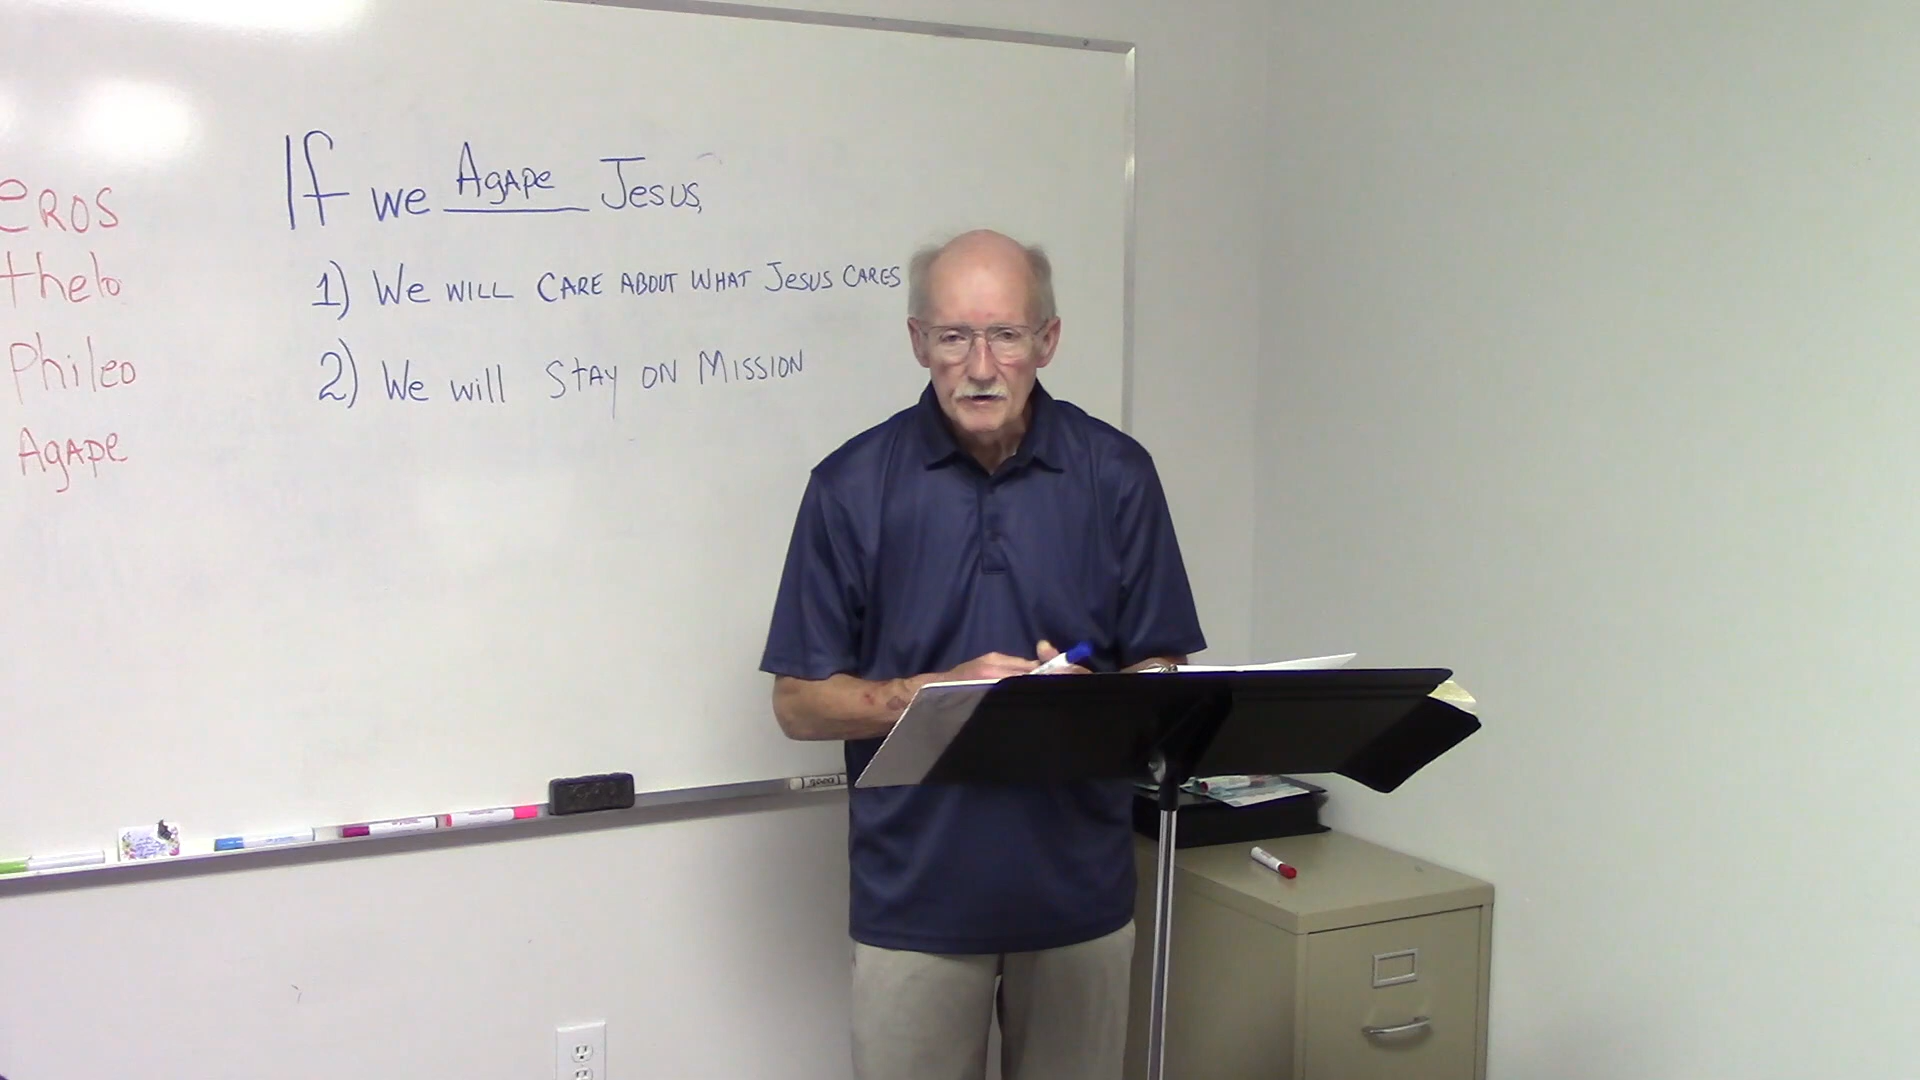 eROS
thelo
Phileo
Agape
If we Agape Jesus,
1) We WILL CARE ABOUT WHAT Jesus CARES
2) We will Stay ON MISSION